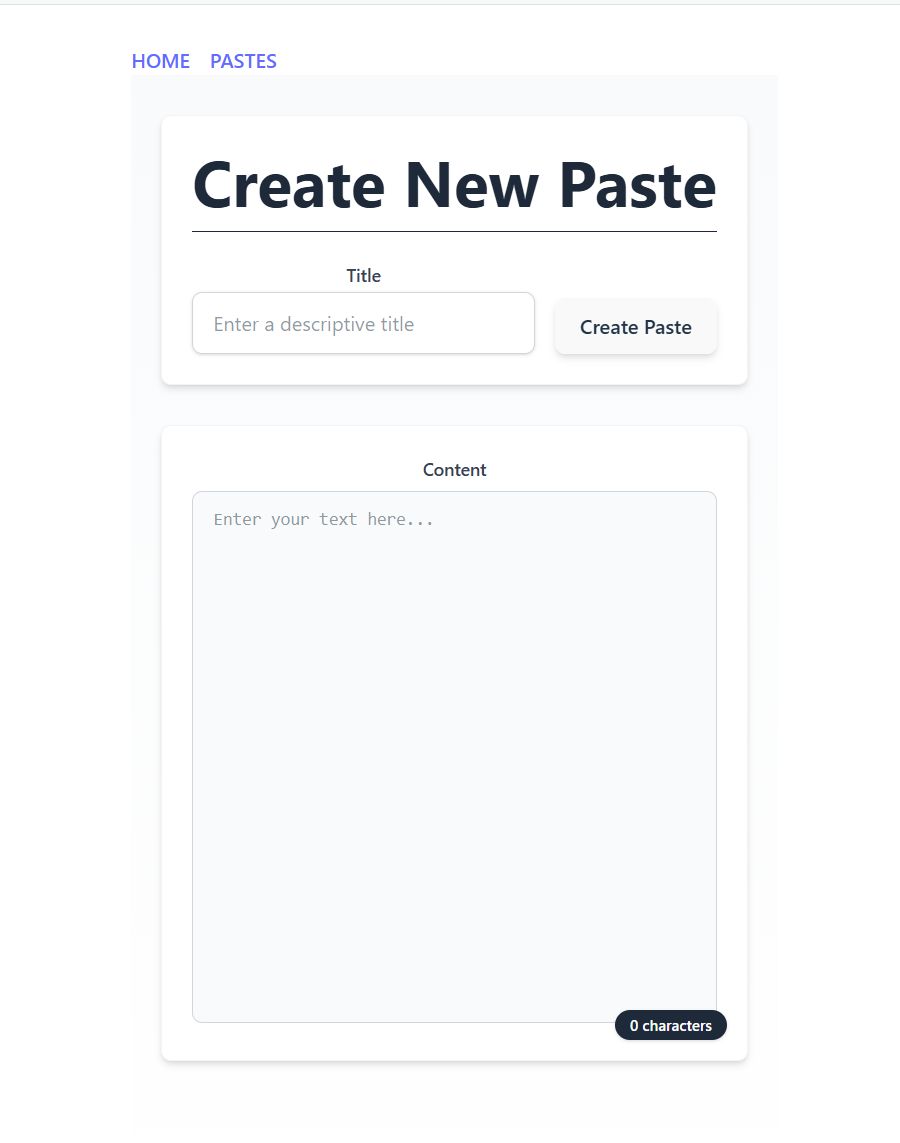 HOME PASTES
Create New Paste
Title
Enter a descriptive title
Create Paste
Content
Enter your text here...
0 characters